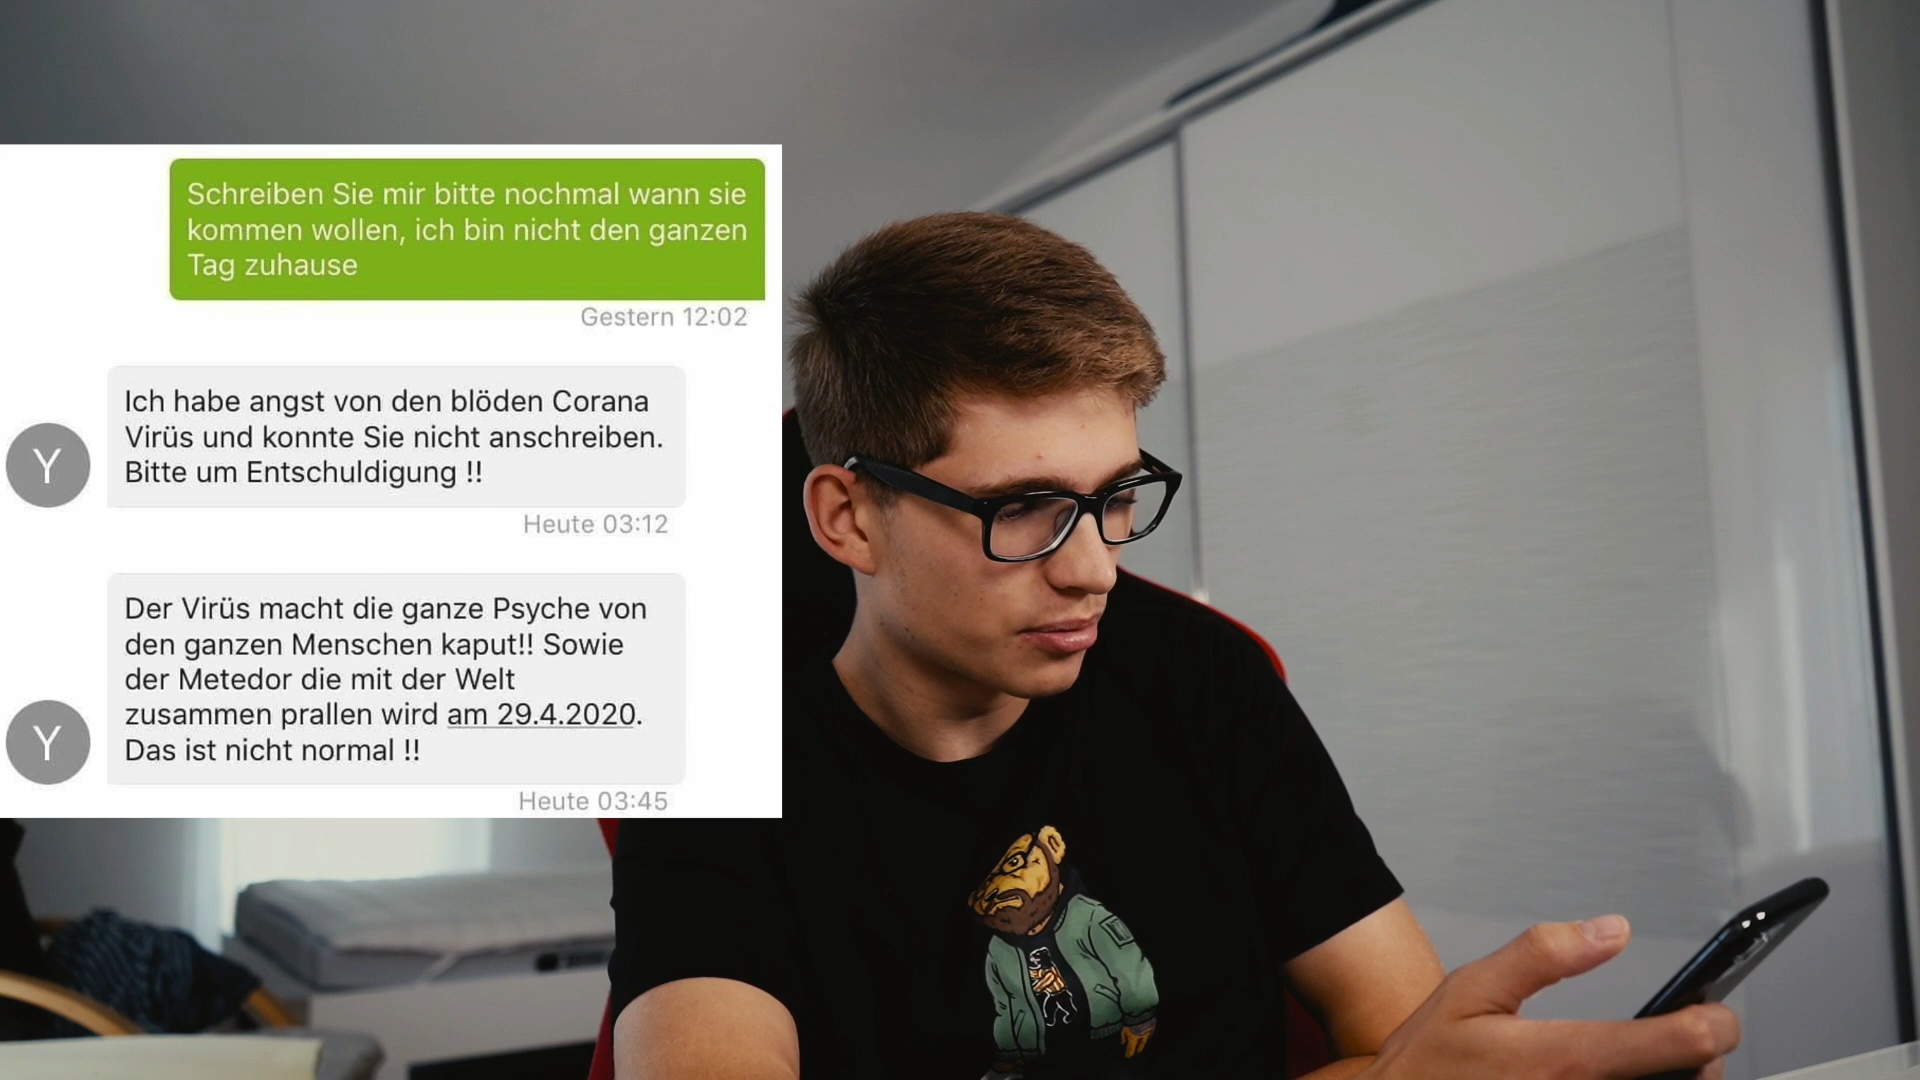 Schreiben Sie mir bitte nochmal wann sie
kommen wollen, ich bin nicht den ganzen
Tag zuhause
Gestern 12:02
Ich habe angst von den blöden Corana
Virüs und konnte Sie nicht anschreiben.
Bitte um Entschuldigung !!
Y
Heute 03:12
Der Virüs macht die ganze Psyche von
den ganzen Menschen kaput!! Sowie
der Metedor die mit der Welt
zusammen prallen wird am 29.4.2020.
Das ist nicht normal !!
Y
Heute 03:45